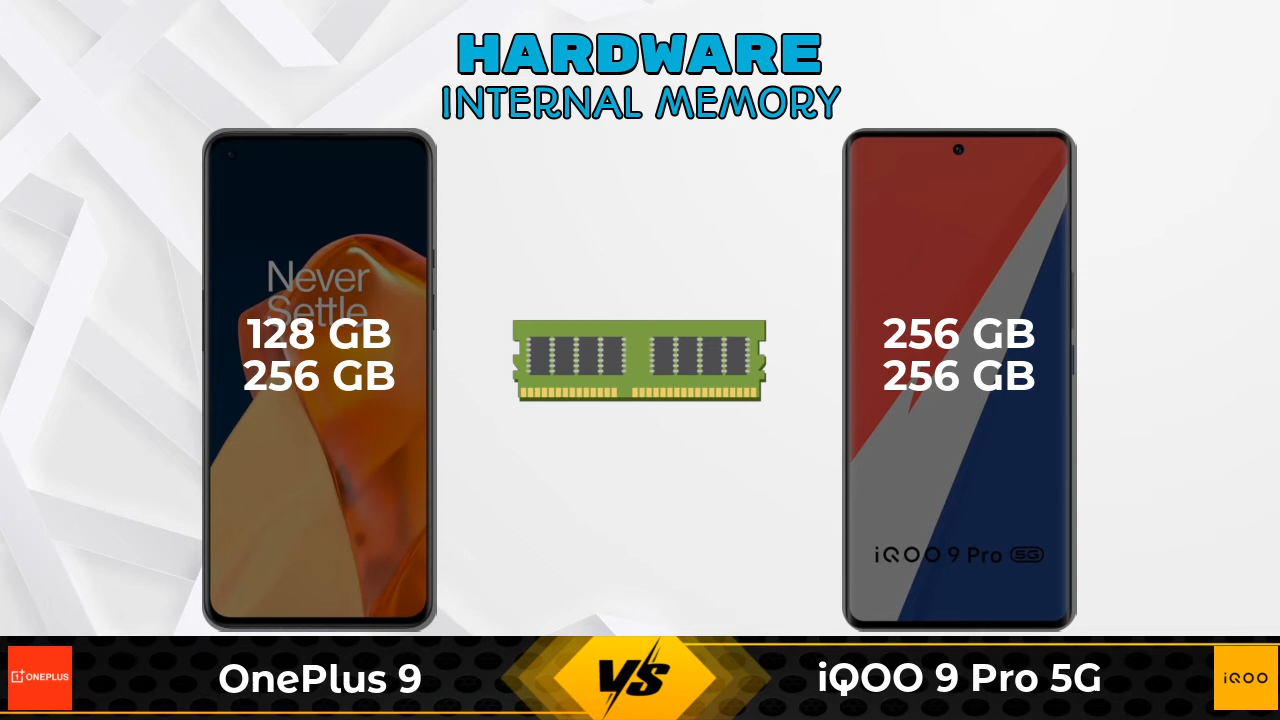 HARDWARE
INTERNAL MEMORY
Never
Settle
128 GB
256 GB
256 GB
256 GB
iQOO 9 Pro 5G
ONEPLUS
OnePlus 9
VS
iQOO 9 Pro 5G
iQOO